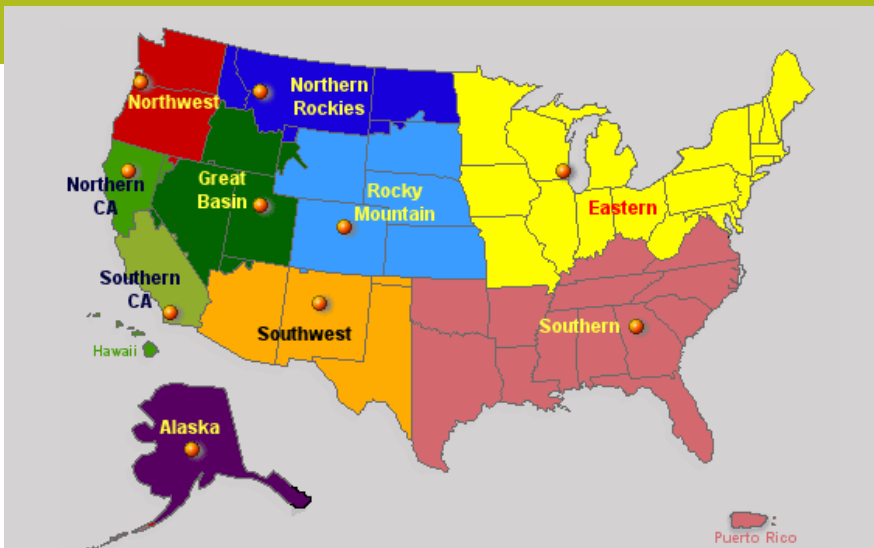 Northern
Rockies
Northwest
Northern
CA
Great
Basin
Rocky
Mountain
Eastern
Southern
CA
Southwest
Southern
Hawaii
Alaska
Puerto Rico